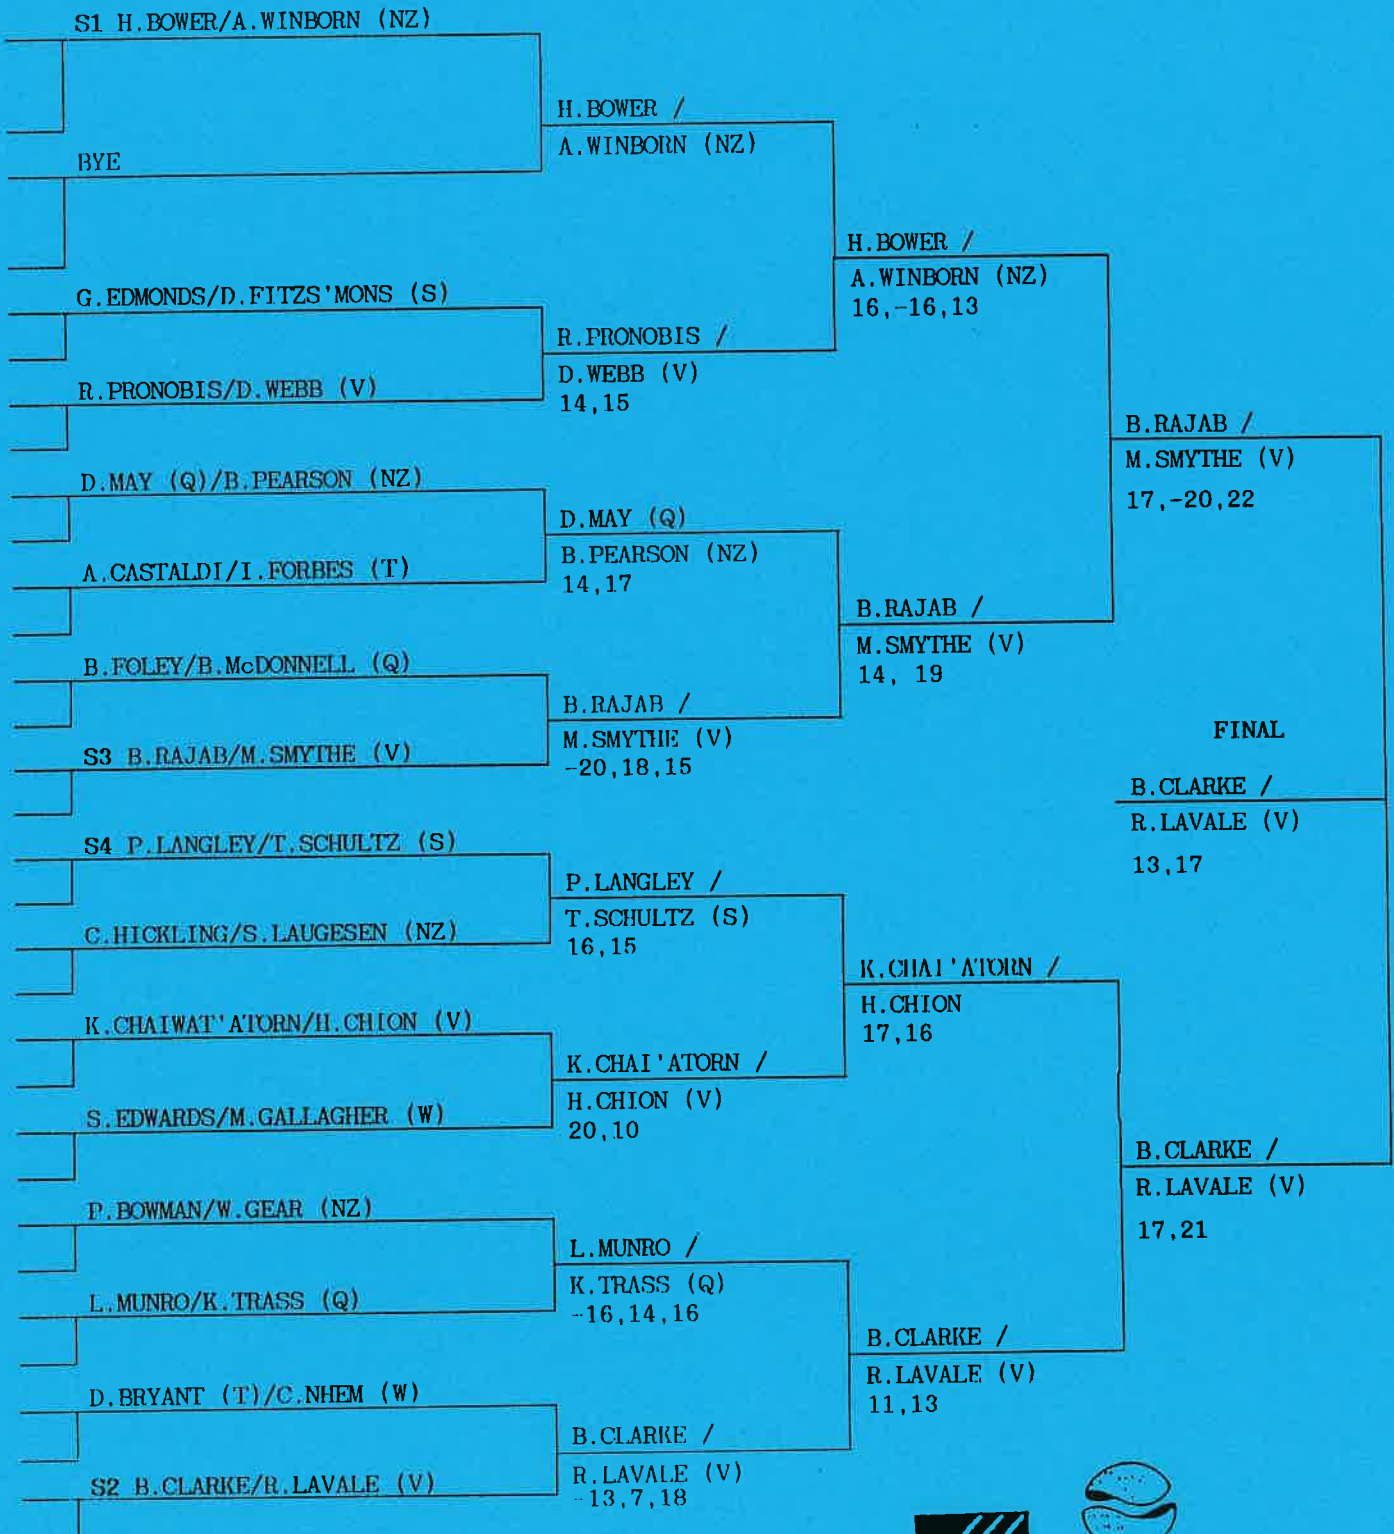 S1 H.BOWER/A.WINBORN (NZ)
BYE
G.EDMONDS/D.FITZS'MONS (S)
R.PRONOBIS/D.WEBB (V)
D.MAY (Q)/B.PEARSON (NZ)
A.CASTALDI/I.FORBES (T)
B.FOLEY/B.McDONNELL (Q)
S3 B.RAJAB/M.SMYTHE (V)
S4 P.LANGLEY/T.SCHULTZ (S)
C.HICKLING/S.LAUGESEN (NZ)
K.CHAIWAT'ATORN/H.CHION (V)
S.EDWARDS/M.GALLAGHER (W)
P.BOWMAN/W.GEAR (NZ)
L.MUNRO/K.TRASS (Q)
D.BRYANT (T)/C.NHEM (W)
S2 B.CLARKE/R.LAVALE (V)
H.BOWER /
A.WINBORN (NZ)
R.PRONOBIS /
D.WEBB (V)
14,15
D.MAY (Q)
B.PEARSON (NZ)
14,17
B.RAJAB /
M.SMYTHE (V)
-20,18,15
P.LANGLEY /
T.SCHULTZ (S)
16,15
K.CHAI'ATORN /
H.CHION (V)
20,10
L.MUNRO /
K.TRASS (Q)
-16,14,16
B.CLARKE /
R.LAVALE (V)
-13,7,18
H.BOWER /
A.WINBORN (NZ)
16,-16,13
B.RAJAB /
M.SMYTHE (V)
14, 19
K.CHAI'ATORN /
H.CHION
17,16
B.CLARKE /
R.LAVALE (V)
11,13
B.RAJAB /
M.SMYTHE (V)
17,-20,22
B.CLARKE /
R.LAVALE (V)
17,21
FINAL
B.CLARKE /
R.LAVALE (V)
13,17